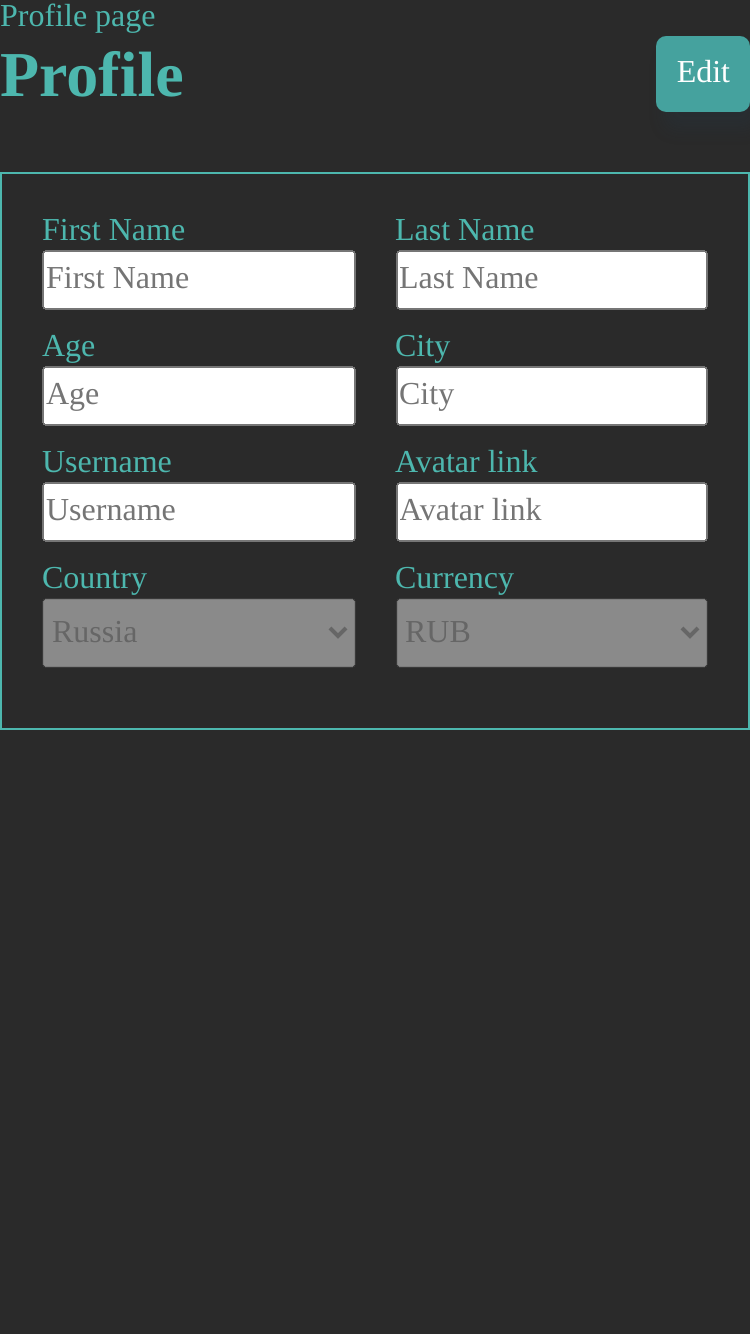 Profile page
Profile
Edit
First Name Last Name
First Name Last Name
Age City
Age City
Username Avatar link
Username Avatar link
Country Currency
Russia RUB